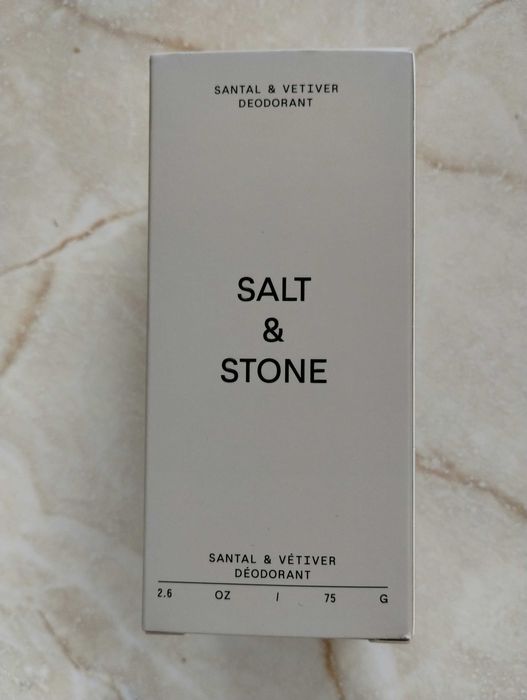 SANTAL & VETIVER
DEODORANT
SALT
&
STONE
SANTAL & VÉTIVER
DÉODORANT
2.6 OZ / 75 G